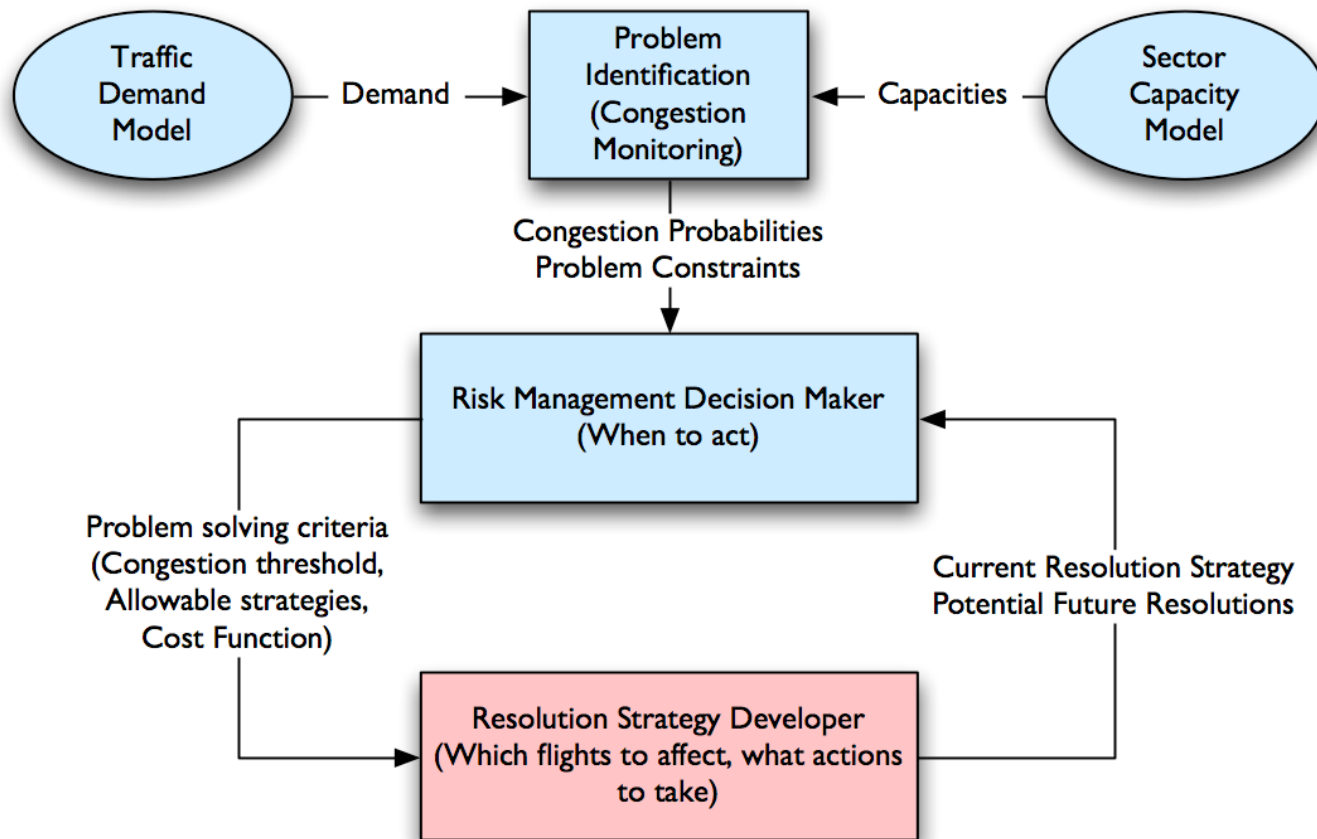 Traffic
Demand
Model
Demand
Problem
Identification
(Congestion
Monitoring)
Capacities
Sector
Capacity
Model
Congestion Probabilities
Problem Constraints
Risk Management Decision Maker
(When to act)
Problem solving criteria
(Congestion threshold,
Allowable strategies,
Cost Function)
Current Resolution Strategy
Potential Future Resolutions
Resolution Strategy Developer
(Which flights to affect, what actions
to take)